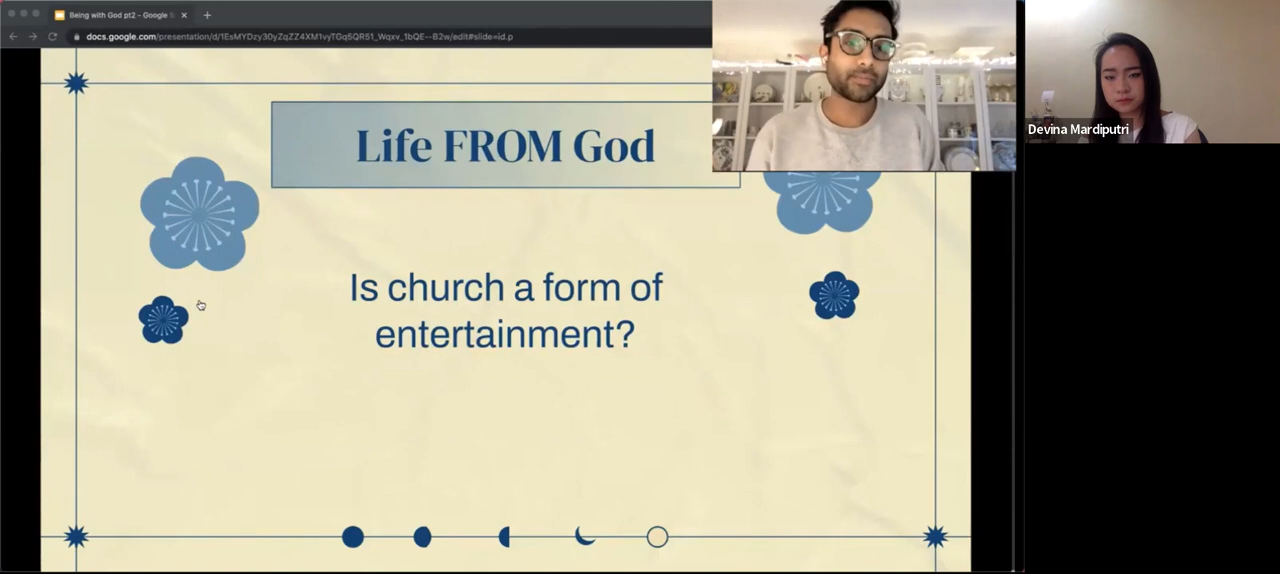 Being with God pt2 - Google S
docs.google.com/presentation/d/1EsMYDzy30yZqZZ4XM1vyTGq5QR51_Wqxv_1bQE--B2w/edit#slide=id.p
Life FROM God
Is church a form of
entertainment?
Devina Mardiputri